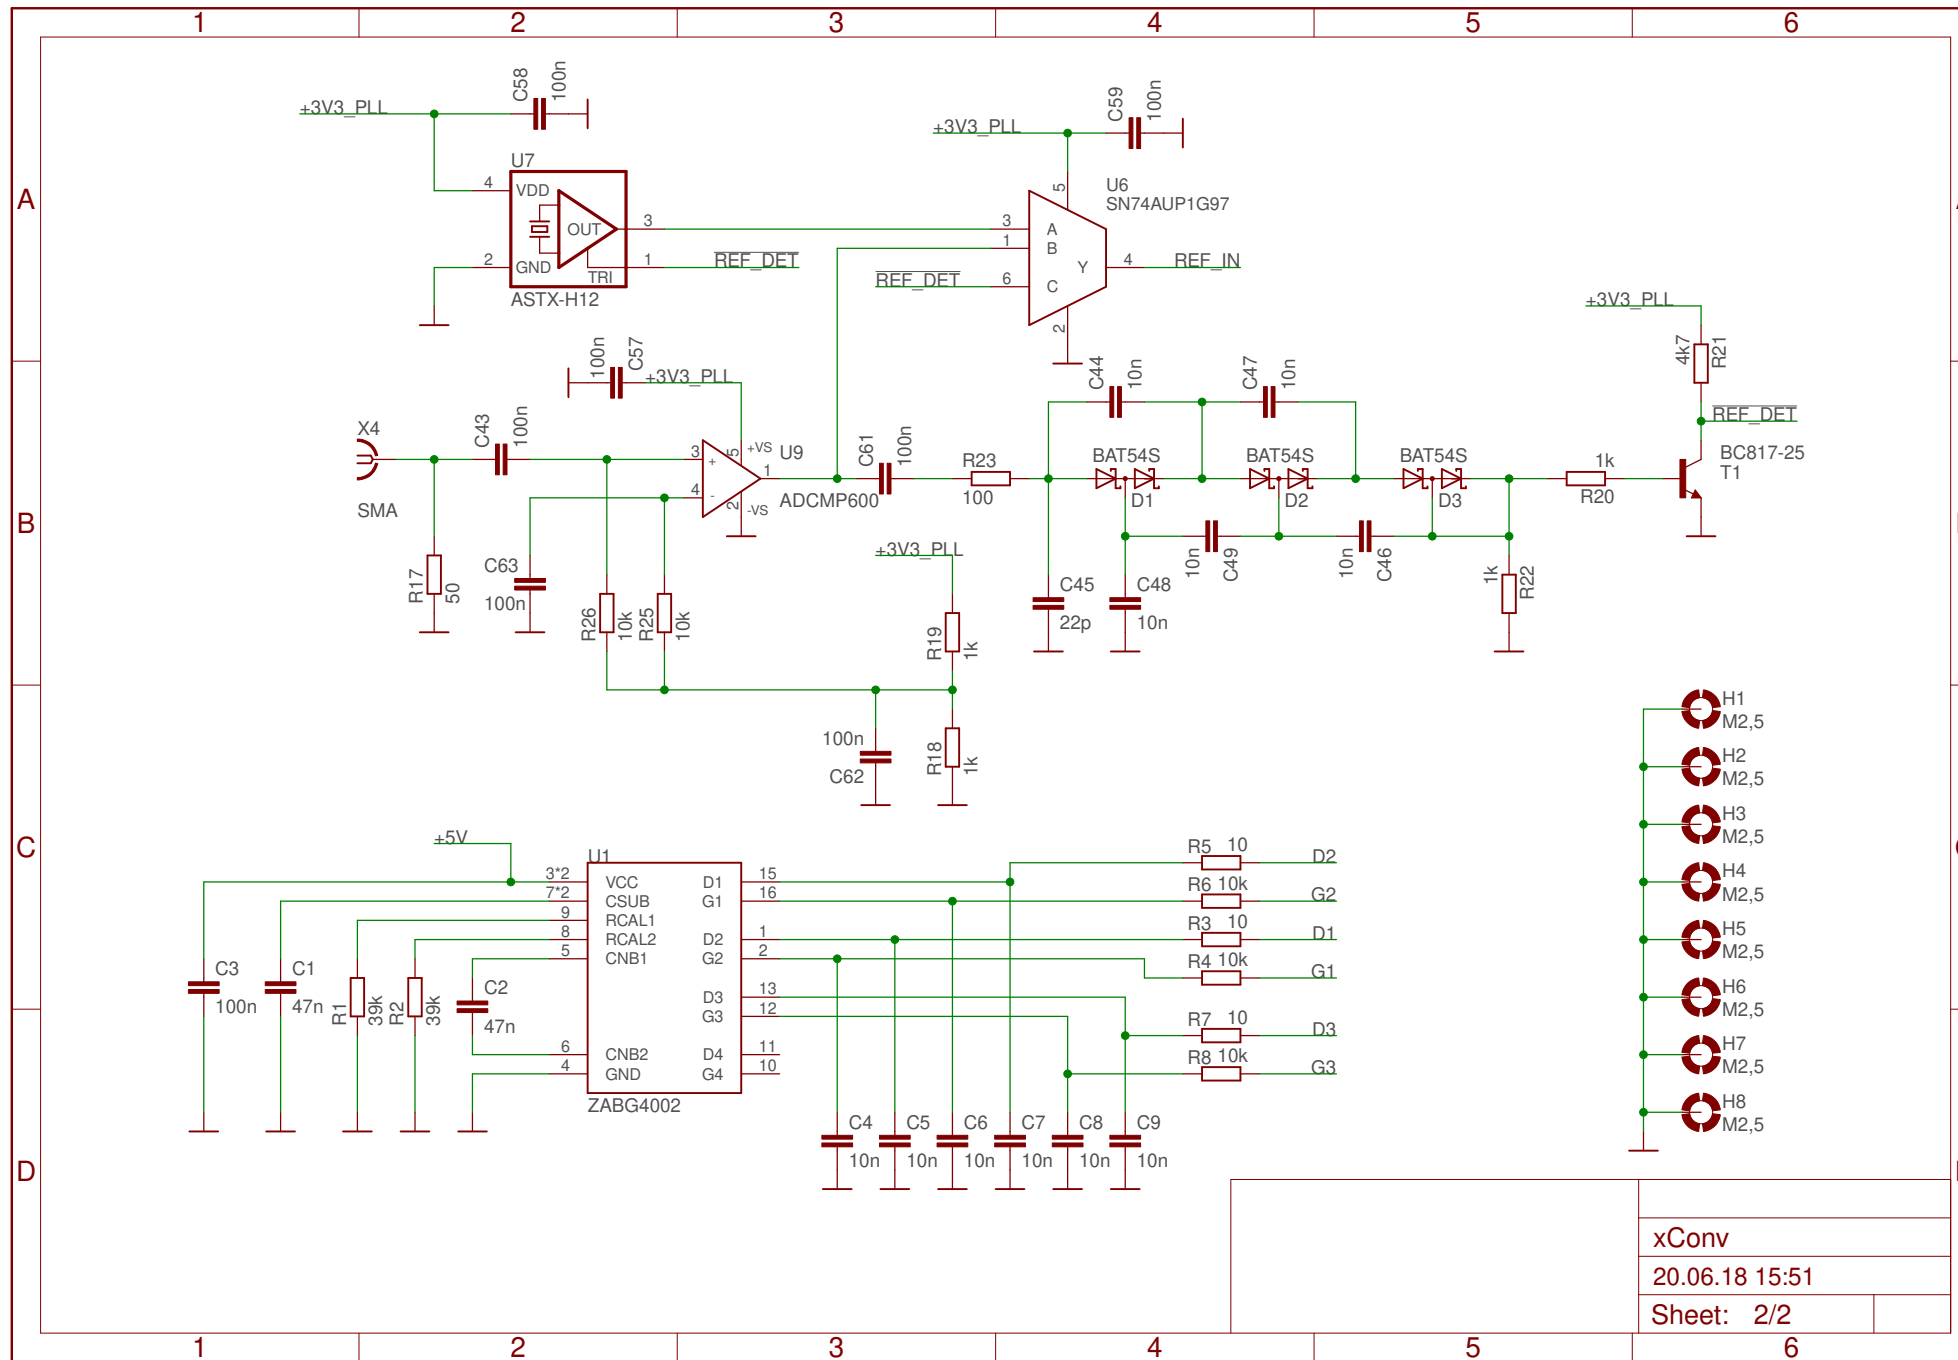 1 2 3 4 5 6
A
B
C
D
+3V3_PLL
C58
100n
U7
4 VDD
OUT 3
2 GND
TRI 1
REF_DET
ASTX-H12
+3V3_PLL
C59
100n
U6
SN74AUP1G97
5
3 A
1 B
REF_DET 6 C
Y 4 REF_IN
2
+3V3_PLL
4k7
R21
REF_DET
BC817-25
T1
1k
R20
100n
C57
+3V3_PLL
X4
SMA
C43
100n
3 +
4 -
5 +VS
2 -VS
1
U9
ADCMP600
C61
100n
R23
100
C44
10n
C47
10n
BAT54S
D1
BAT54S
D2
BAT54S
D3
10n
C49
10n
C46
1k
R22
R17
50
C63
100n
R26
10k
R25
10k
+3V3_PLL
R19
1k
C45
22p
C48
10n
100n
C62
R18
1k
H1
M2,5
H2
M2,5
H3
M2,5
H4
M2,5
H5
M2,5
H6
M2,5
H7
M2,5
H8
M2,5
+5V
U1
3*2 VCC D1 15
7*2 CSUB G1 16
9 RCAL1
8 RCAL2 D2 1
5 CNB1 G2 2
D3 13
G3 12
6 CNB2 D4 11
4 GND G4 10
ZABG4002
C3
100n
C1
47n
R1
39k
R2
39k
C2
47n
R5 10 D2
R6 10k G2
R3 10 D1
R4 10k G1
R7 10 D3
R8 10k G3
C4
10n
C5
10n
C6
10n
C7
10n
C8
10n
C9
10n
xConv
20.06.18 15:51
Sheet: 2/2
1 2 3 4 5 6